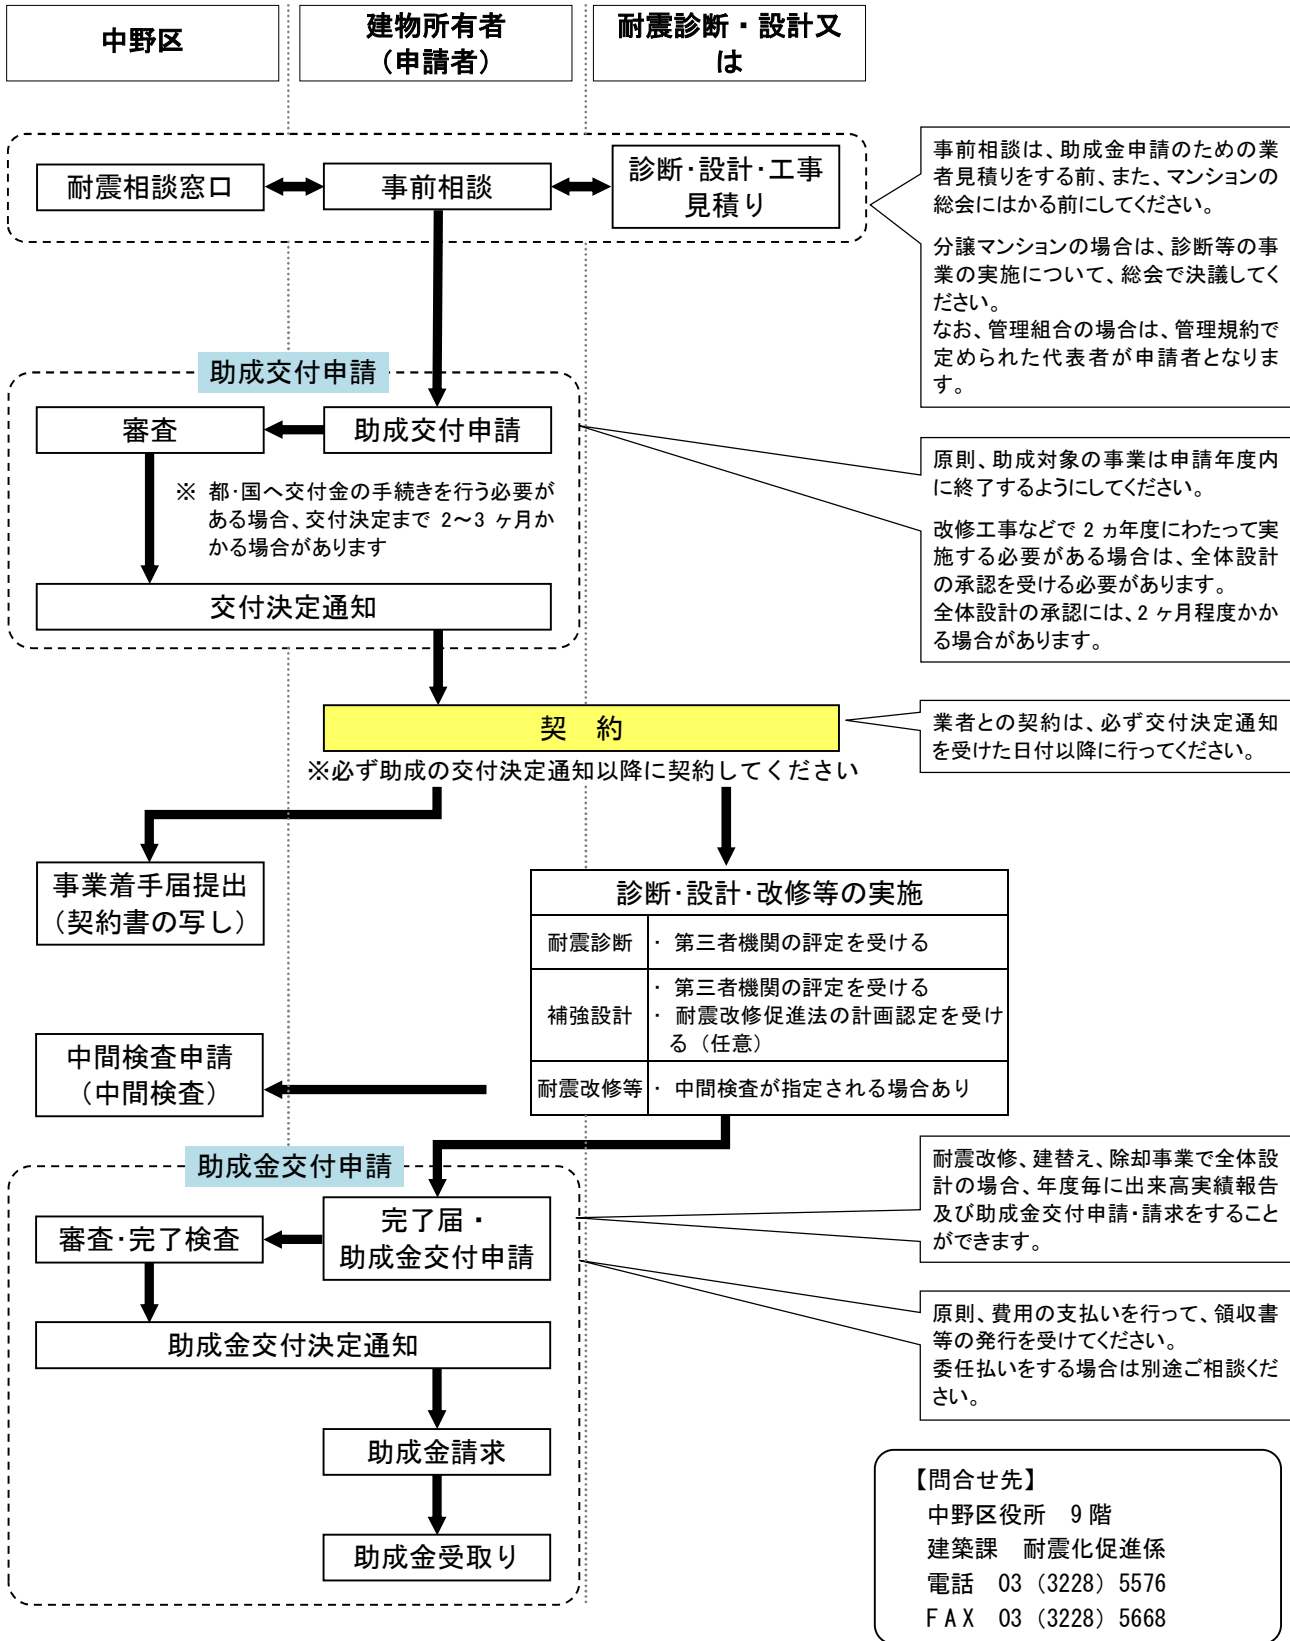 中野区
建物所有者
（申請者）
耐震診断・設計又
は
耐震相談窓口
事前相談
診断・設計・工事
見積り
事前相談は、助成金申請のための業
者見積りをする前、また、マンションの
総会にはかる前にしてください。
分譲マンションの場合は、診断等の事
業の実施について、総会で決議してく
ださい。
なお、管理組合の場合は、管理規約で
定められた代表者が申請者となりま
す。
助成交付申請
審査
助成交付申請
※ 都・国へ交付金の手続きを行う必要が
ある場合、交付決定まで 2～3 ヶ月か
かる場合があります
交付決定通知
原則、助成対象の事業は申請年度内
に終了するようにしてください。
改修工事などで 2 ヵ年度にわたって実
施する必要がある場合は、全体設計
の承認を受ける必要があります。
全体設計の承認には、2 ヶ月程度かか
る場合があります。
契　約
※必ず助成の交付決定通知以降に契約してください
業者との契約は、必ず交付決定通知
を受けた日付以降に行ってください。
事業着手届提出
（契約書の写し）
診断・設計・改修等の実施
耐震診断
・ 第三者機関の評定を受ける
補強設計
・ 第三者機関の評定を受ける
・ 耐震改修促進法の計画認定を受け
る（任意）
耐震改修等
・ 中間検査が指定される場合あり
中間検査申請
（中間検査）
助成金交付申請
審査・完了検査
完了届・
助成金交付申請
耐震改修、建替え、除却事業で全体設
計の場合、年度毎に出来高実績報告
及び助成金交付申請・請求をすること
ができます。
助成金交付決定通知
原則、費用の支払いを行って、領収書
等の発行を受けてください。
委任払いをする場合は別途ご相談くだ
さい。
助成金請求
助成金受取り
【問合せ先】
中野区役所　9 階
建築課　耐震化促進係
電話　03（3228）5576
ＦＡＸ　03（3228）5668